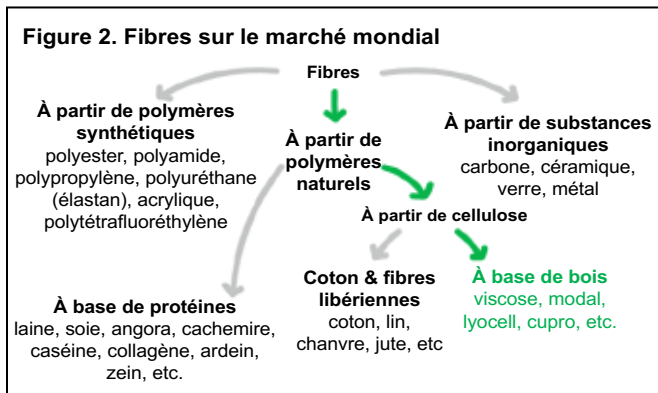 Figure 2. Fibres sur le marché mondial
Fibres
À partir de polymères
synthétiques
polyester, polyamide,
polypropylène, polyuréthane
(élastan), acrylique,
polytétrafluoréthylène
À partir de
polymères
naturels
À partir de substances
inorganiques
carbone, céramique,
verre, métal
À partir de cellulose
À base de protéines
laine, soie, angora, cachemire,
caséine, collagène, ardein,
zein, etc.
Coton & fibres
libériennes
coton, lin,
chanvre, jute, etc
À base de bois
viscose, modal,
lyocell, cupro, etc.